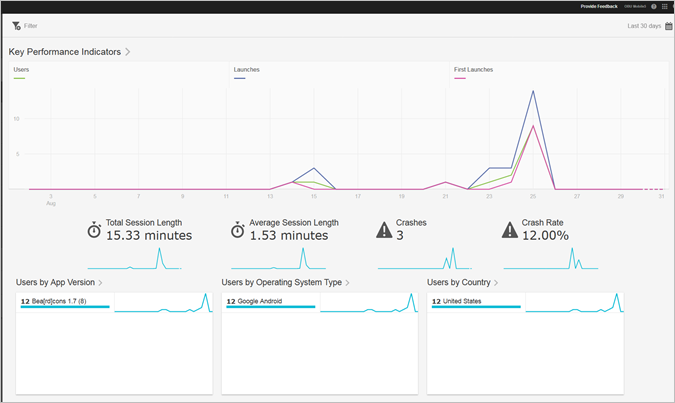 Provide Feedback
Filter
Last 30 days
Key Performance Indicators
Users Launches First Launches
10
5
3 5 7 9 11 13 15 17 19 21 23 25 27 29 31
Aug
Total Session Length
15.33 minutes
Average Session Length
1.53 minutes
Crashes
3
Crash Rate
12.00%
Users by App Version
12 Bea[rd]cons 1.7 (8)
Users by Operating System Type
12 Google Android
Users by Country
12 United States